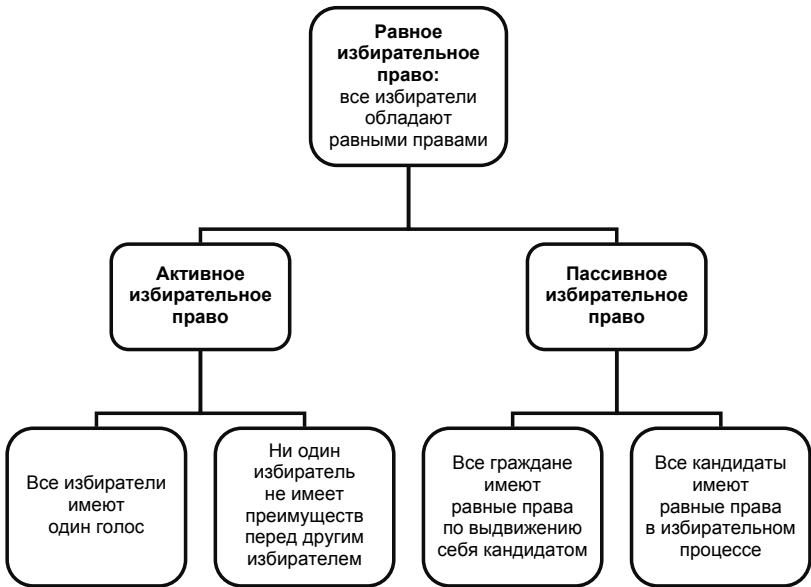 Равное
избирательное
право:
все избиратели
обладают
равными правами
Активное
избирательное
право
Пассивное
избирательное
право
Все избиратели
имеют
один голос
Ни один
избиратель
не имеет
преимуществ
перед другим
избирателем
Все граждане
имеют
равные права
по выдвижению
себя кандидатом
Все кандидаты
имеют
равные права
в избирательном
процессе